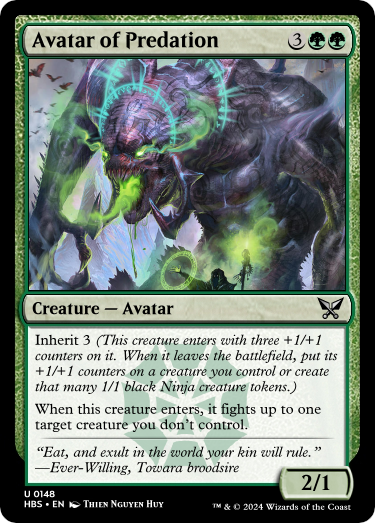 Avatar of Predation 3
Creature — Avatar
Inherit 3 (This creature enters with three +1/+1
counters on it. When it leaves the battlefield, put its
+1/+1 counters on a creature you control or create
that many 1/1 black Ninja creature tokens.)
When this creature enters, it fights up to one
target creature you don't control.
“Eat, and exult in the world your kin will rule.”
—Ever-Willing, Towara broodsire
2/1
U 0148
HBS • EN Thien Nguyen Huy
™ & © 2024 Wizards of the Coast